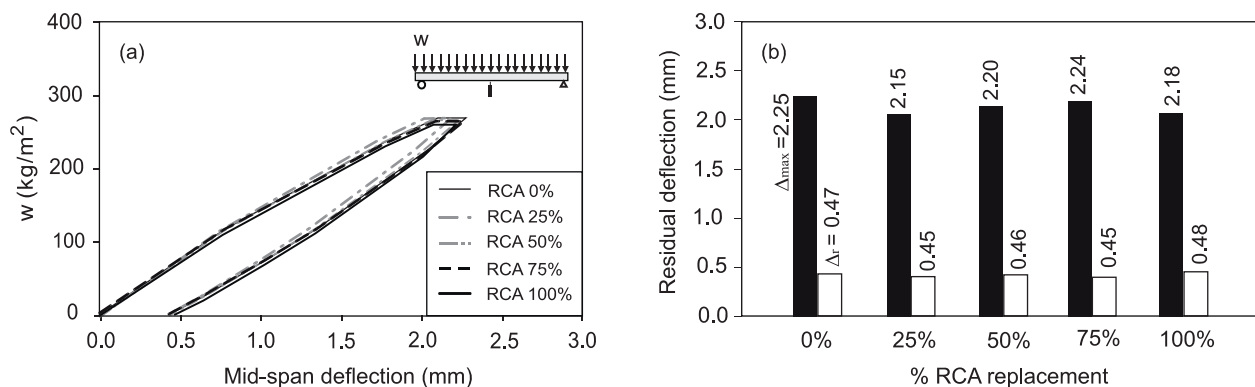 (a)
W
w (kg/m²)
400
300
200
100
0
RCA 0%
RCA 25%
RCA 50%
RCA 75%
RCA 100%
0.0 0.5 1.0 1.5 2.0 2.5 3.0
Mid-span deflection (mm)
(b)
Residual deflection (mm)
3.0
2.5
2.0
1.5
1.0
0.5
0.0
Δmax =2.25
Δr = 0.47
2.15
0.45
2.20
0.46
2.24
0.45
2.18
0.48
0% 25% 50% 75% 100%
% RCA replacement